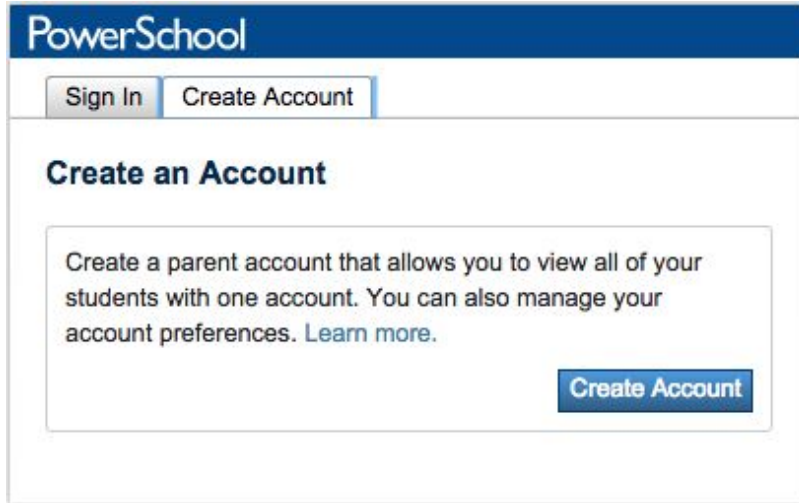 PowerSchool
Sign In Create Account
Create an Account
Create a parent account that allows you to view all of your
students with one account. You can also manage your
account preferences. Learn more.
Create Account